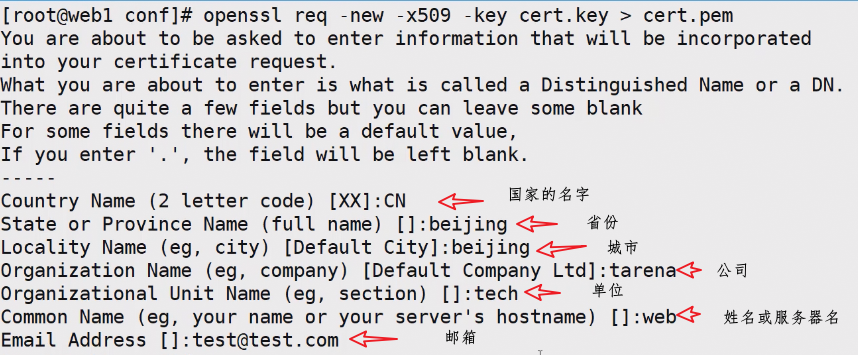 [root@web1 conf]# openssl req -new -x509 -key cert.key > cert.pem
You are about to be asked to enter information that will be incorporated
into your certificate request.
What you are about to enter is what is called a Distinguished Name or a DN.
There are quite a few fields but you can leave some blank
For some fields there will be a default value,
If you enter '.', the field will be left blank.
-----
Country Name (2 letter code) [XX]:CN 国家的名字
State or Province Name (full name) []:beijing 省份
Locality Name (eg, city) [Default City]:beijing 城市
Organization Name (eg, company) [Default Company Ltd]:tarena 公司
Organizational Unit Name (eg, section) []:tech 单位
Common Name (eg, your name or your server's hostname) []:web 姓名或服务器名
Email Address []:test@test.com 邮箱